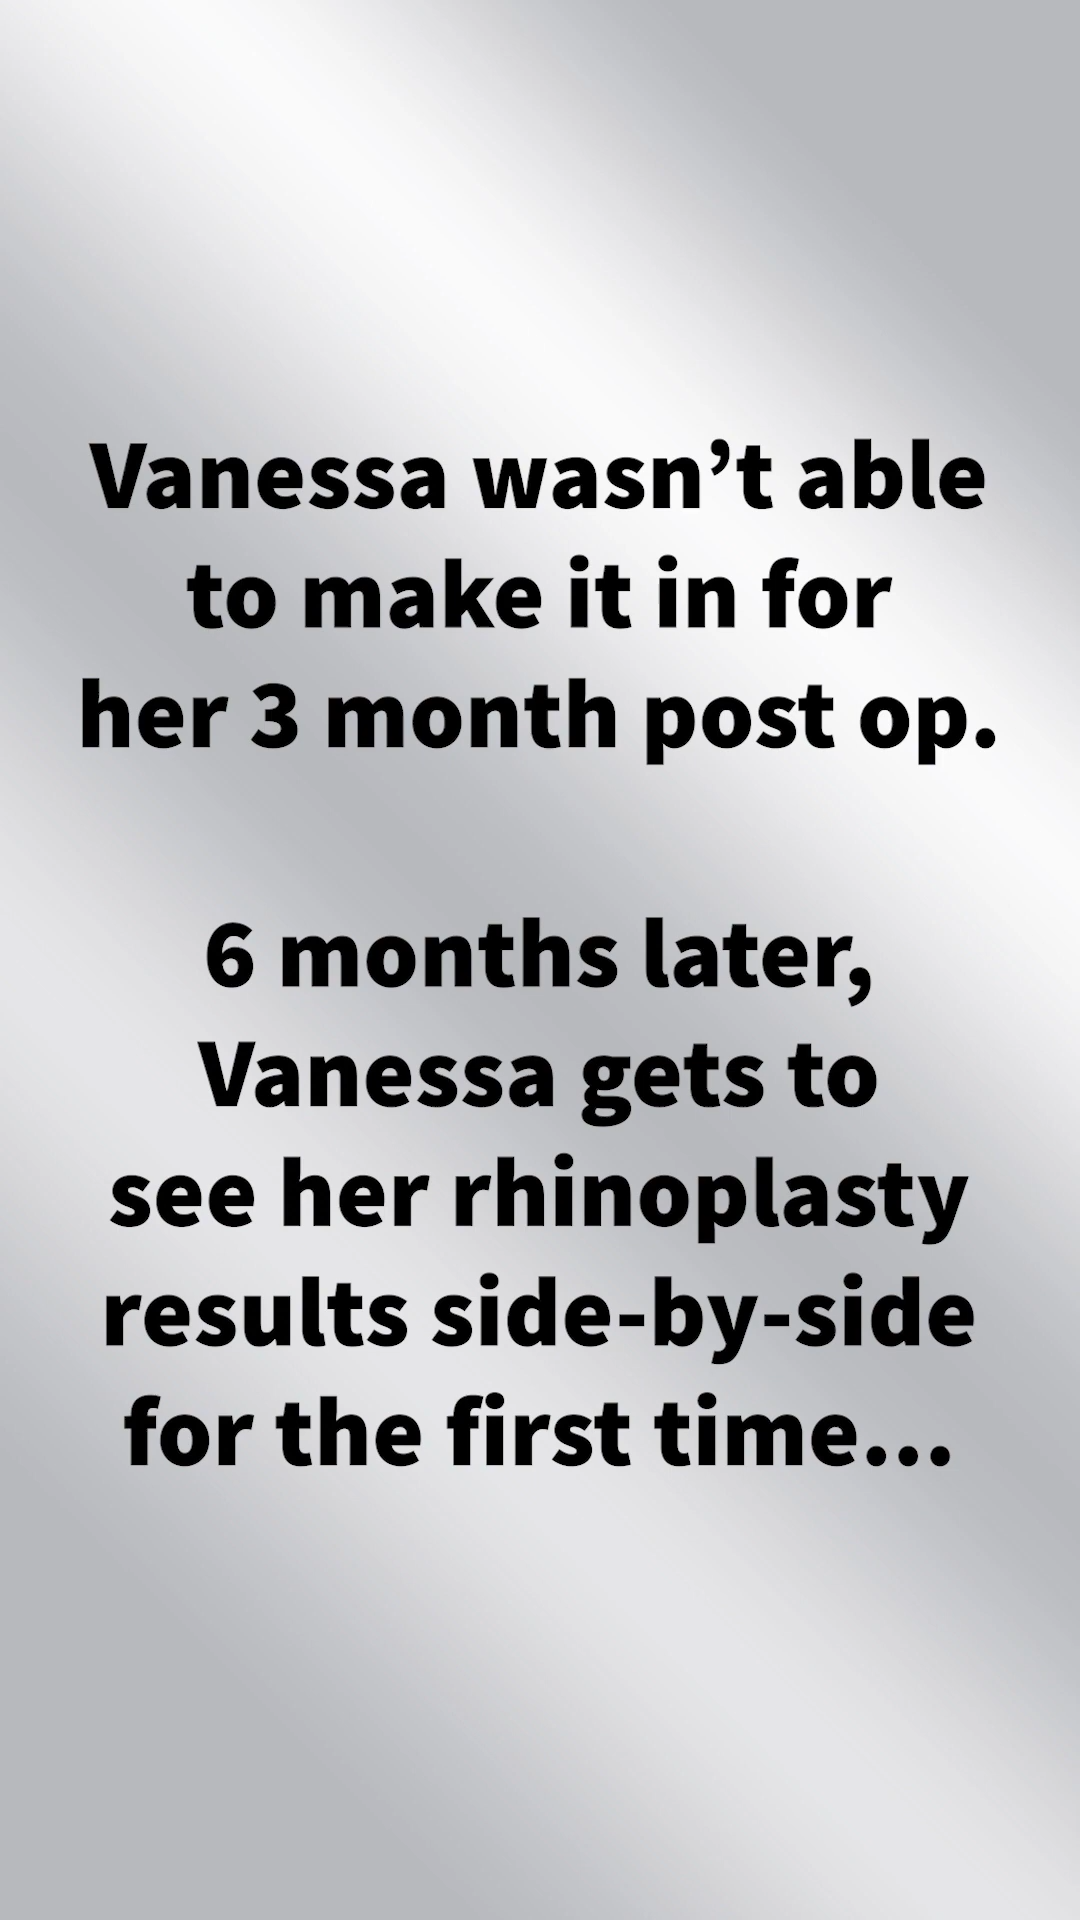 Vanessa wasn’t able
to make it in for
her 3 month post op.
6 months later,
Vanessa gets to
see her rhinoplasty
results side-by-side
for the first time...